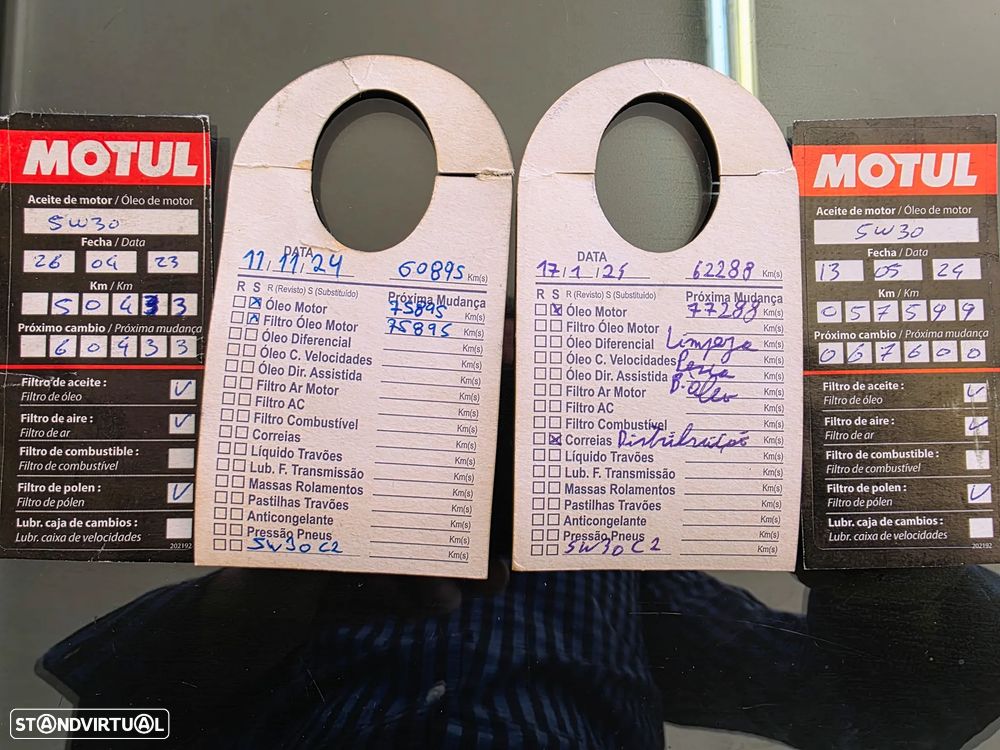 MOTUL
Aceite de motor / Óleo de motor
5W30
Fecha / Data
26 04 23
Km / Km
50433
Próximo cambio / Próxima mudança
60433
Filtro de aceite :
Filtro de óleo
Filtro de aire :
Filtro de ar
Filtro de combustible :
Filtro de combustível
Filtro de polen :
Filtro de pólen
Lubr. caja de cambios :
Lubr. caixa de velocidades
202192
DATA
11, 11, 24 60895 Km(s)
R S R (Revisto) S (Substituído) Próxima Mudança
Óleo Motor 75895 Km(s)
Filtro Óleo Motor 75895 Km(s)
Óleo Diferencial Km(s)
Óleo C. Velocidades Km(s)
Óleo Dir. Assistida Km(s)
Filtro Ar Motor Km(s)
Filtro AC Km(s)
Filtro Combustível Km(s)
Correias Km(s)
Líquido Travões Km(s)
Lub. F. Transmissão Km(s)
Massas Rolamentos Km(s)
Pastilhas Travões Km(s)
Anticongelante Km(s)
Pressão Pneus Km(s)
5W30 C2 Km(s)
DATA
17, 1, 25 62288 Km(s)
R S R (Revisto) S (Substituído) Próxima Mudança
Óleo Motor 77288 Km(s)
Filtro Óleo Motor Km(s)
Óleo Diferencial Limpeza Km(s)
Óleo C. Velocidades Km(s)
Óleo Dir. Assistida B. Óleo Km(s)
Filtro Ar Motor Km(s)
Filtro AC Km(s)
Filtro Combustível Km(s)
Correias Distribuição Km(s)
Líquido Travões Km(s)
Lub. F. Transmissão Km(s)
Massas Rolamentos Km(s)
Pastilhas Travões Km(s)
Anticongelante Km(s)
Pressão Pneus Km(s)
5W30 C2 Km(s)
MOTUL
Aceite de motor / Óleo de motor
5W30
Fecha / Data
13 05 24
Km / Km
057599
Próximo cambio / Próxima mudança
067600
Filtro de aceite :
Filtro de óleo
Filtro de aire :
Filtro de ar
Filtro de combustible :
Filtro de combustível
Filtro de polen :
Filtro de pólen
Lubr. caja de cambios :
Lubr. caixa de velocidades
202192
STANDVIRTUAL